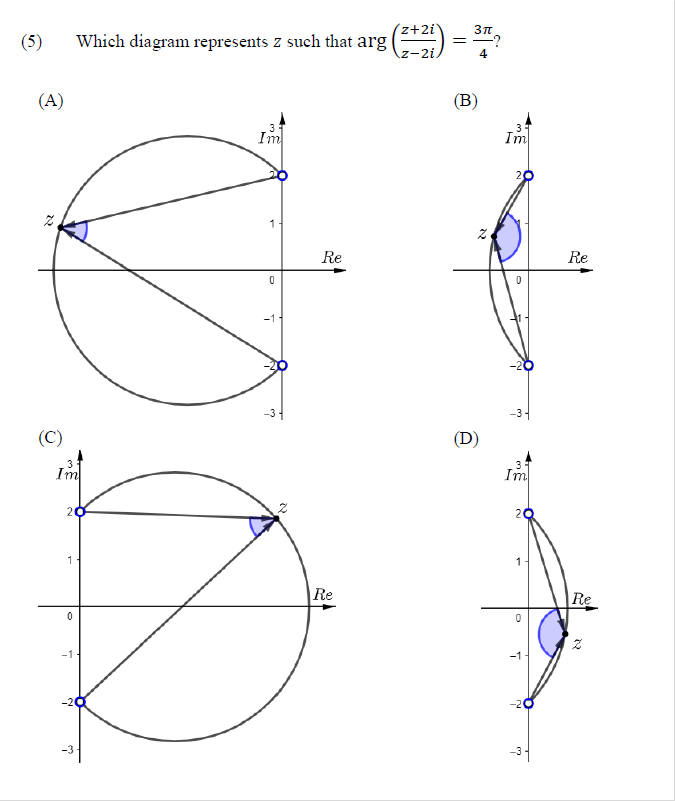 (5) Which diagram represents z such that arg((z+2i)/(z−2i)) = 3π/4?
(A) (B)
3
Im
2
z
1
Re
0
−1
−2
−3
3
Im
2
1
z
Re
0
−1
−2
−3
(C) (D)
3
Im
2
z
1
Re
0
−1
−2
−3
3
Im
2
1
Re
0
z
−1
−2
−3